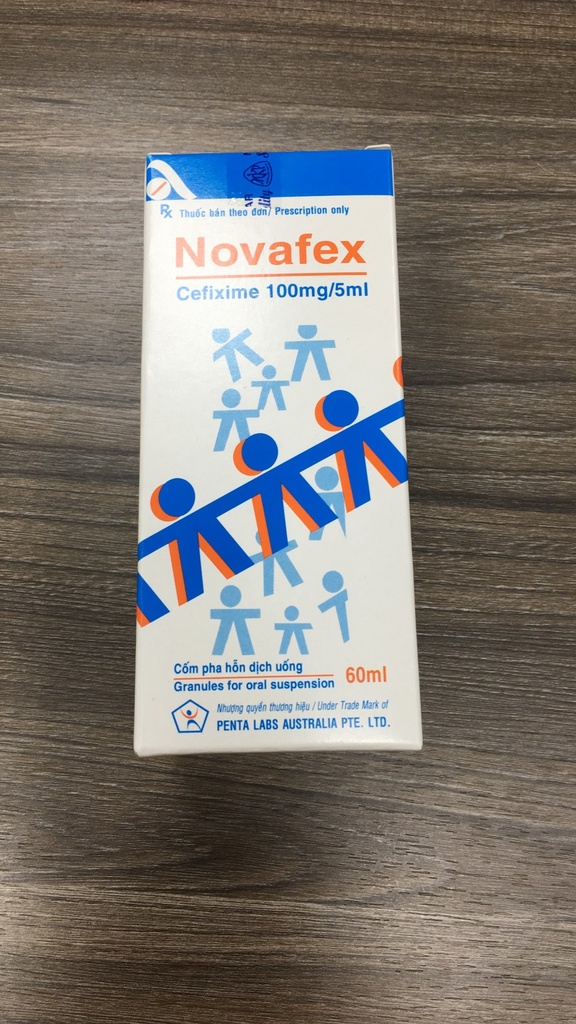 Rx Thuốc bán theo đơn/ Prescription only
Novafex
Cefixime 100mg/5ml
Cốm pha hỗn dịch uống
Granules for oral suspension
60ml
Nhượng quyền thương hiệu / Under Trade Mark of
PENTA LABS AUSTRALIA PTE. LTD.